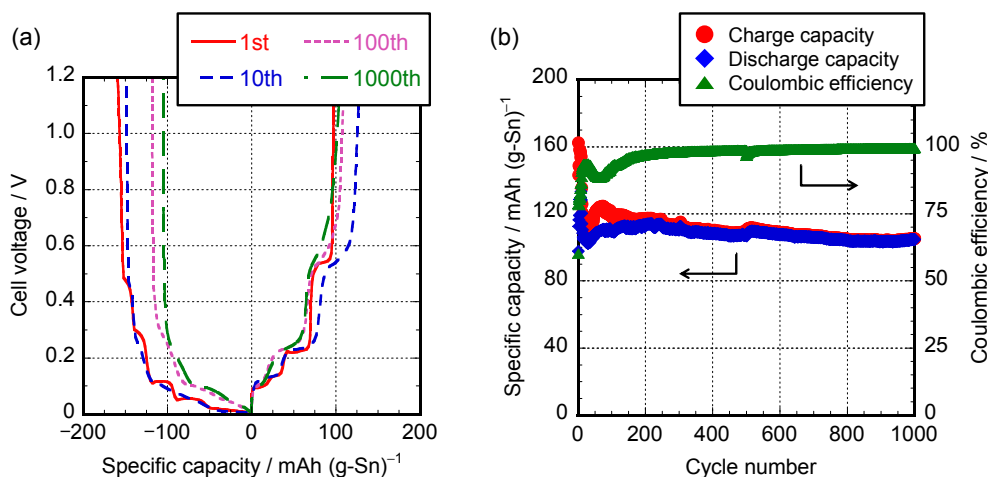 (a)
1st
100th
10th
1000th
1.2
1.0
0.8
0.6
0.4
0.2
0
Cell voltage / V
−200
−100
0
100
200
Specific capacity / mAh (g-Sn)⁻¹
(b)
Charge capacity
Discharge capacity
Coulombic efficiency
200
160
120
80
40
0
Specific capacity / mAh (g-Sn)⁻¹
100
75
50
25
0
Coulombic efficiency / %
0
200
400
600
800
1000
Cycle number